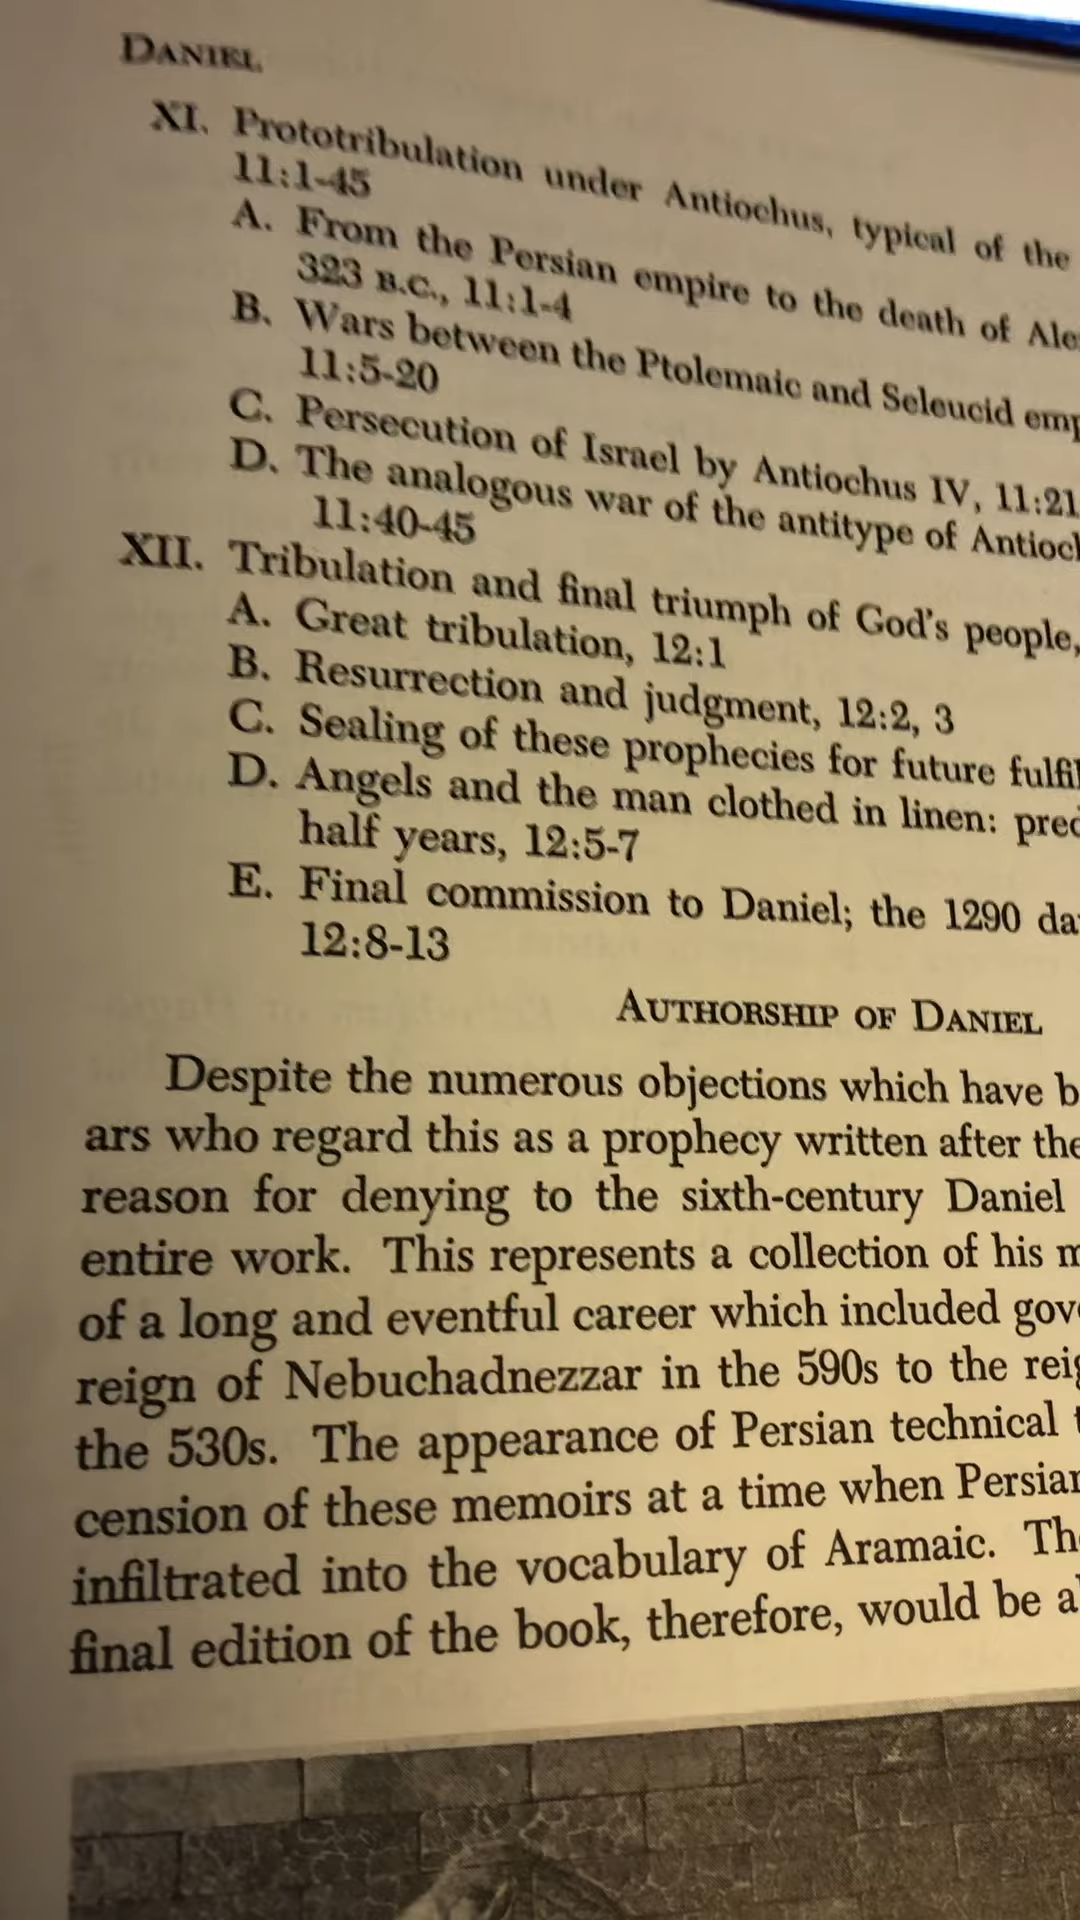 DANIEL
XI. Prototribulation under Antiochus, typical of the
11:1-45
A. From the Persian empire to the death of Ale
323 B.C., 11:1-4
B. Wars between the Ptolemaic and Seleucid emp
11:5-20
C. Persecution of Israel by Antiochus IV, 11:21
D. The analogous war of the antitype of Antioch
11:40-45
XII. Tribulation and final triumph of God's people,
A. Great tribulation, 12:1
B. Resurrection and judgment, 12:2, 3
C. Sealing of these prophecies for future fulfil
D. Angels and the man clothed in linen: pred
half years, 12:5-7
E. Final commission to Daniel; the 1290 da
12:8-13
AUTHORSHIP OF DANIEL
Despite the numerous objections which have b
ars who regard this as a prophecy written after the
reason for denying to the sixth-century Daniel
entire work. This represents a collection of his m
of a long and eventful career which included gove
reign of Nebuchadnezzar in the 590s to the reig
the 530s. The appearance of Persian technical t
cension of these memoirs at a time when Persian
infiltrated into the vocabulary of Aramaic. The
final edition of the book, therefore, would be a